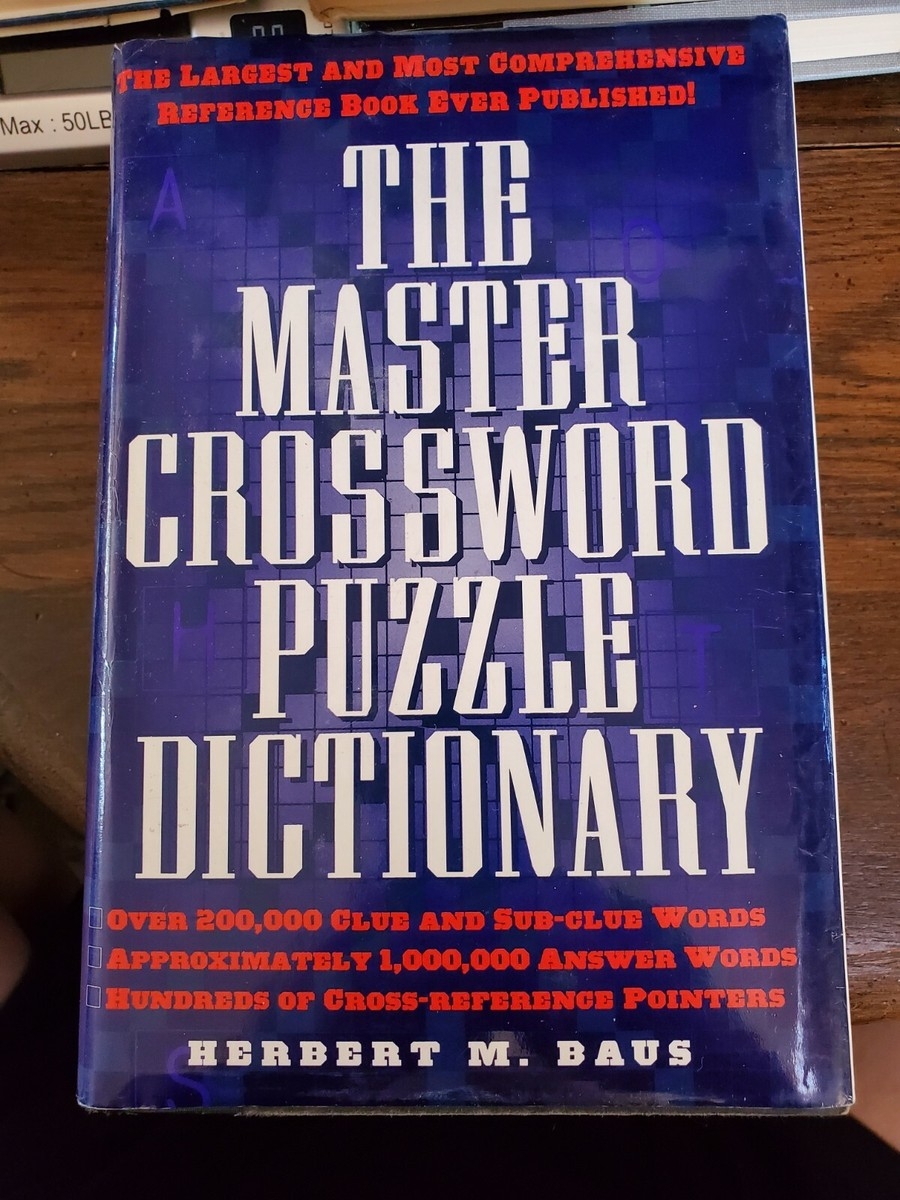 Max : 50LB
THE LARGEST AND MOST COMPREHENSIVE
REFERENCE BOOK EVER PUBLISHED!
THE
MASTER
CROSSWORD
PUZZLE
DICTIONARY
OVER 200,000 CLUE AND SUB-CLUE WORDS
APPROXIMATELY 1,000,000 ANSWER WORDS
HUNDREDS OF CROSS-REFERENCE POINTERS
HERBERT M. BAUS
A
O
H
T
S